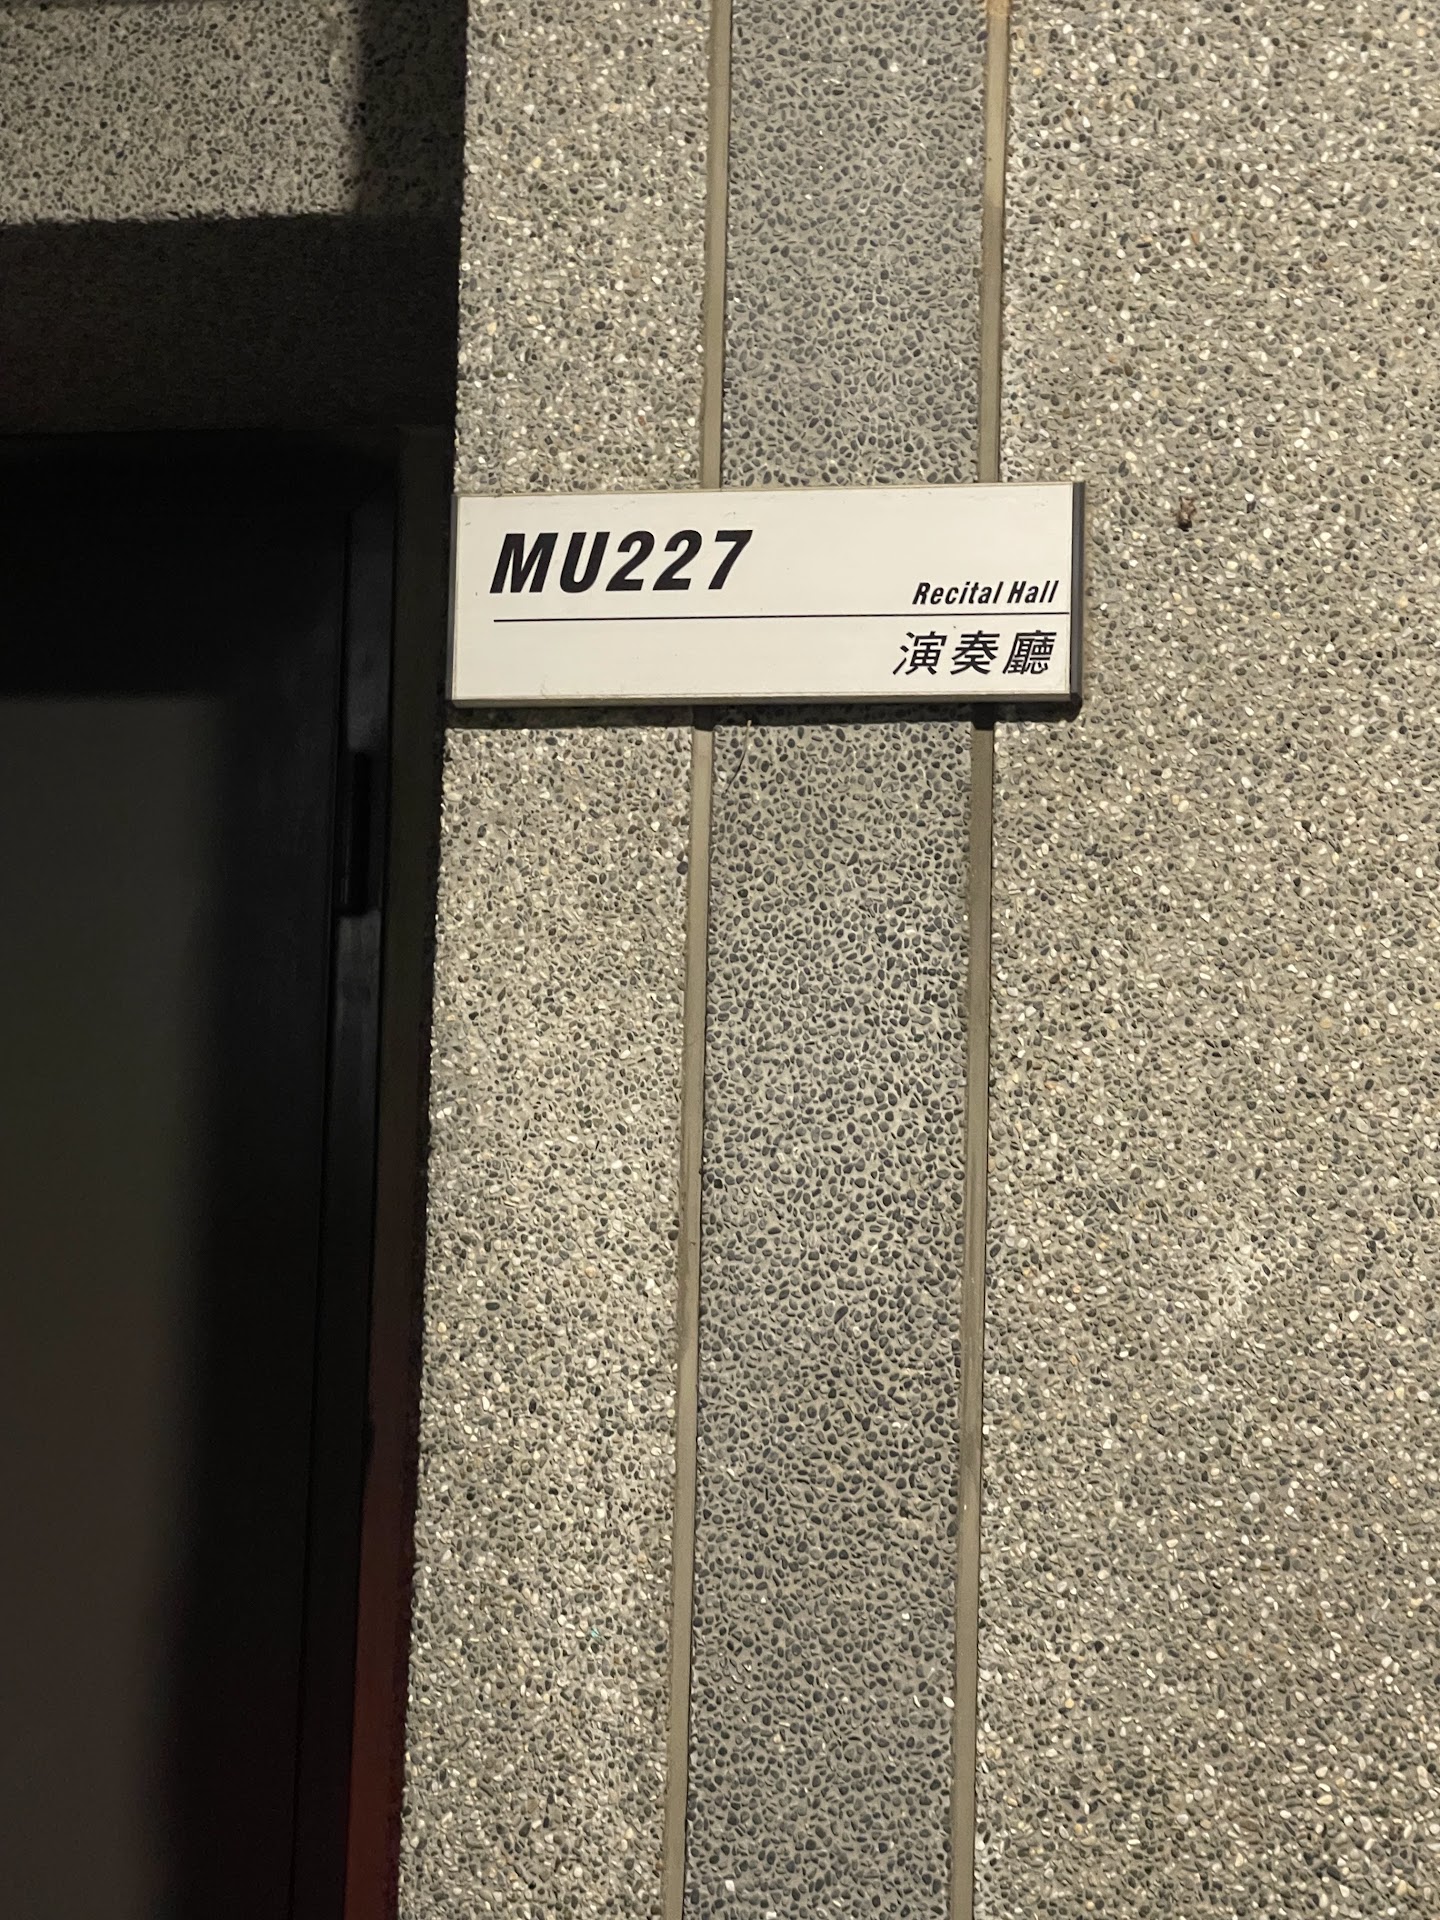 MU227
Recital Hall
演奏廳